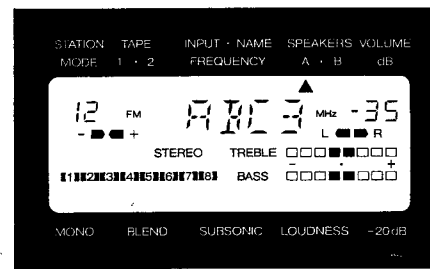 STATION TAPE INPUT · NAME SPEAKERS VOLUME
MODE 1 · 2 FREQUENCY A · B dB
12 FM ABC 3 MHz -35
- + L R
STEREO TREBLE
- · +
1 2 3 4 5 6 7 8 BASS
MONO BLEND SUBSONIC LOUDNESS -20dB